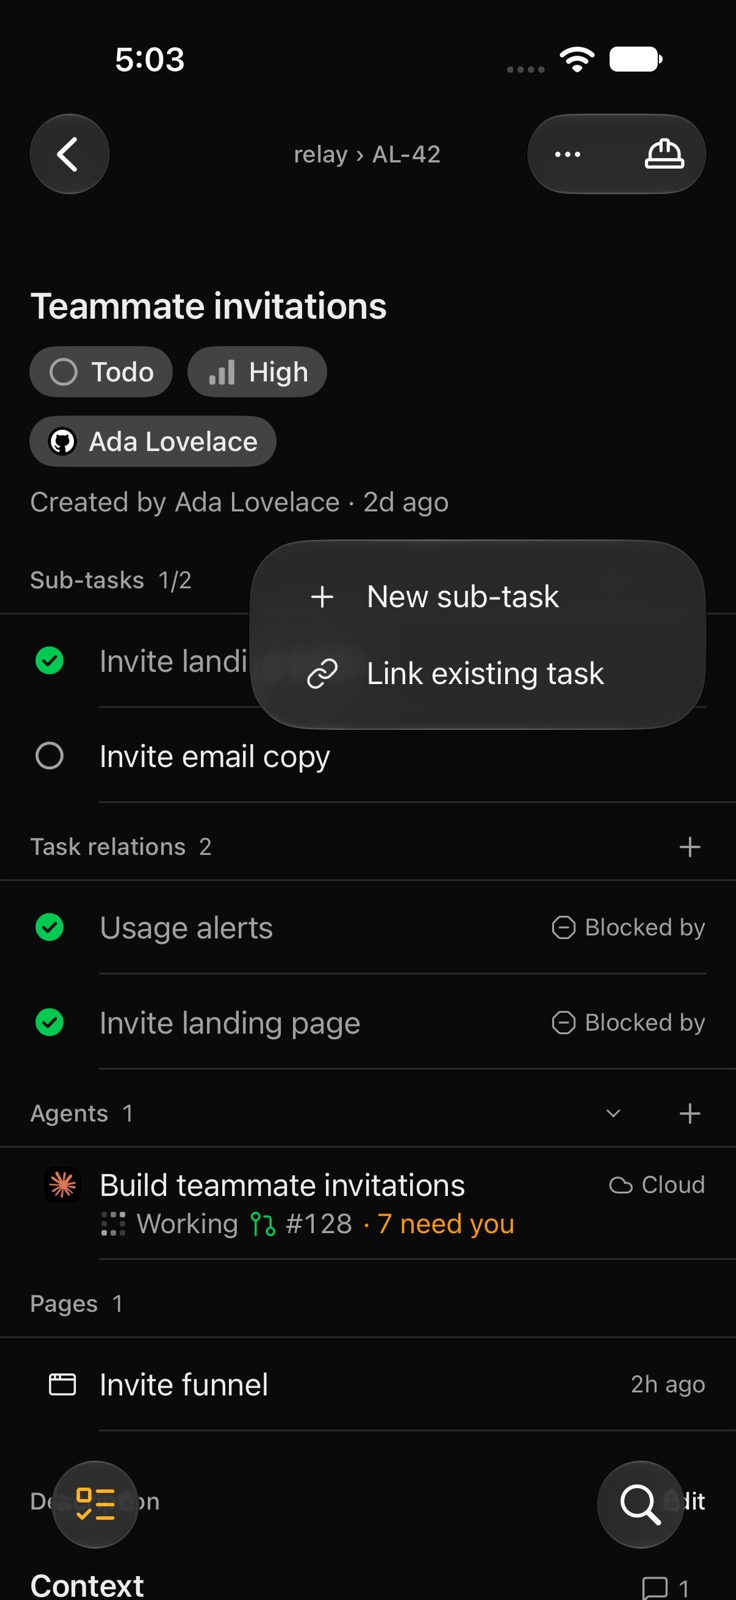 5:03
relay › AL-42
Teammate invitations
Todo
High
Ada Lovelace
Created by Ada Lovelace · 2d ago
Sub-tasks 1/2
New sub-task
Invite landi
Link existing task
Invite email copy
Task relations 2
Usage alerts
Blocked by
Invite landing page
Blocked by
Agents 1
Build teammate invitations
Cloud
Working #128 · 7 need you
Pages 1
Invite funnel
2h ago
Context
1